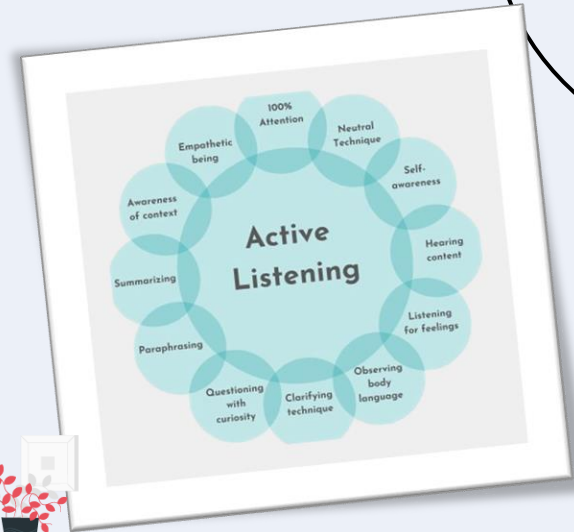 Active
Listening
100%
Attention
Neutral
Technique
Self-
awareness
Hearing
content
Listening
for feelings
Observing
body
language
Clarifying
technique
Questioning
with
curiosity
Paraphrasing
Summarizing
Awareness
of context
Empathetic
being